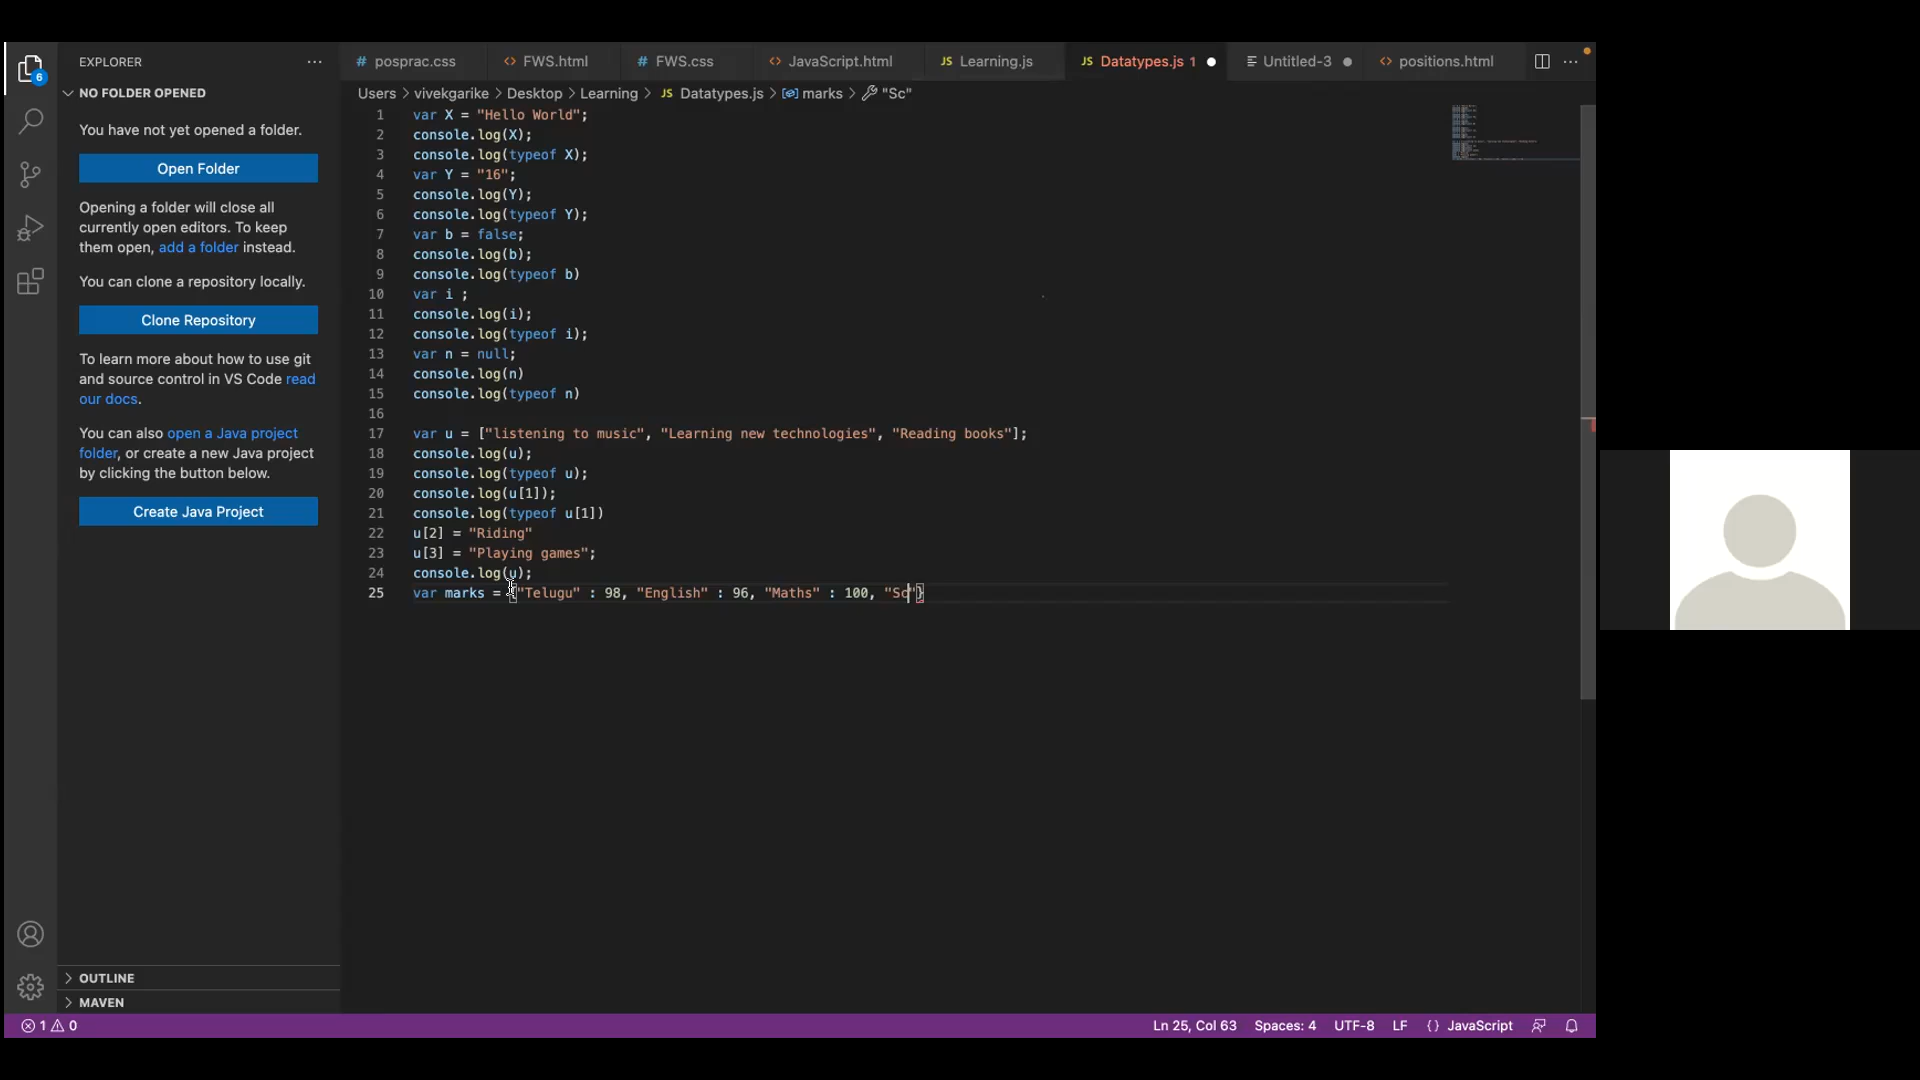 EXPLORER
NO FOLDER OPENED
You have not yet opened a folder.
Open Folder
Opening a folder will close all
currently open editors. To keep
them open, add a folder instead.
You can clone a repository locally.
Clone Repository
To learn more about how to use git
and source control in VS Code read
our docs.
You can also open a Java project
folder, or create a new Java project
by clicking the button below.
Create Java Project
OUTLINE
MAVEN
6
# posprac.css <> FWS.html # FWS.css <> JavaScript.html JS Learning.js JS Datatypes.js 1 Untitled-3 <> positions.html
Users > vivekgarike > Desktop > Learning > JS Datatypes.js > marks > "Sc"
1 var X = "Hello World";
2 console.log(X);
3 console.log(typeof X);
4 var Y = "16";
5 console.log(Y);
6 console.log(typeof Y);
7 var b = false;
8 console.log(b);
9 console.log(typeof b)
10 var i ;
11 console.log(i);
12 console.log(typeof i);
13 var n = null;
14 console.log(n)
15 console.log(typeof n)
16
17 var u = ["listening to music", "Learning new technologies", "Reading books"];
18 console.log(u);
19 console.log(typeof u);
20 console.log(u[1]);
21 console.log(typeof u[1])
22 u[2] = "Riding"
23 u[3] = "Playing games";
24 console.log(u);
25 var marks = {"Telugu" : 98, "English" : 96, "Maths" : 100, "Sc"}
1 0 Ln 25, Col 63 Spaces: 4 UTF-8 LF {} JavaScript